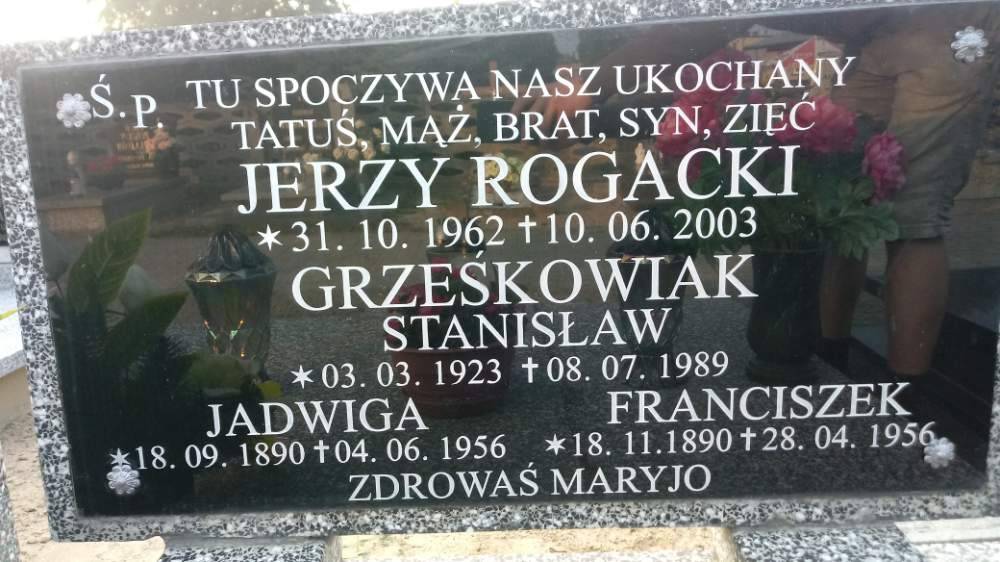 Ś.P. TU SPOCZYWA NASZ UKOCHANY
TATUŚ, MĄŻ, BRAT, SYN, ZIĘĆ
JERZY ROGACKI
✶31. 10. 1962 ✝10. 06. 2003
GRZEŚKOWIAK
STANISŁAW
✶03. 03. 1923 ✝08. 07. 1989
JADWIGA FRANCISZEK
✶18. 09. 1890 ✝04. 06. 1956 ✶18. 11.1890 ✝28. 04. 1956
ZDROWAŚ MARYJO